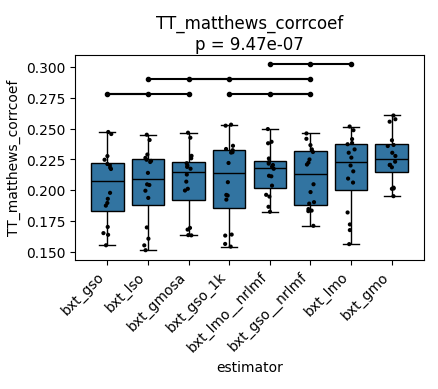 TT_matthews_corrcoef
p = 9.47e-07
TT_matthews_corrcoef
0.300
0.275
0.250
0.225
0.200
0.175
0.150
bxt_gso
bxt_lso
bxt_gmosa
bxt_gso_1k
bxt_lmo__nrlmf
bxt_gso__nrlmf
bxt_lmo
bxt_gmo
estimator